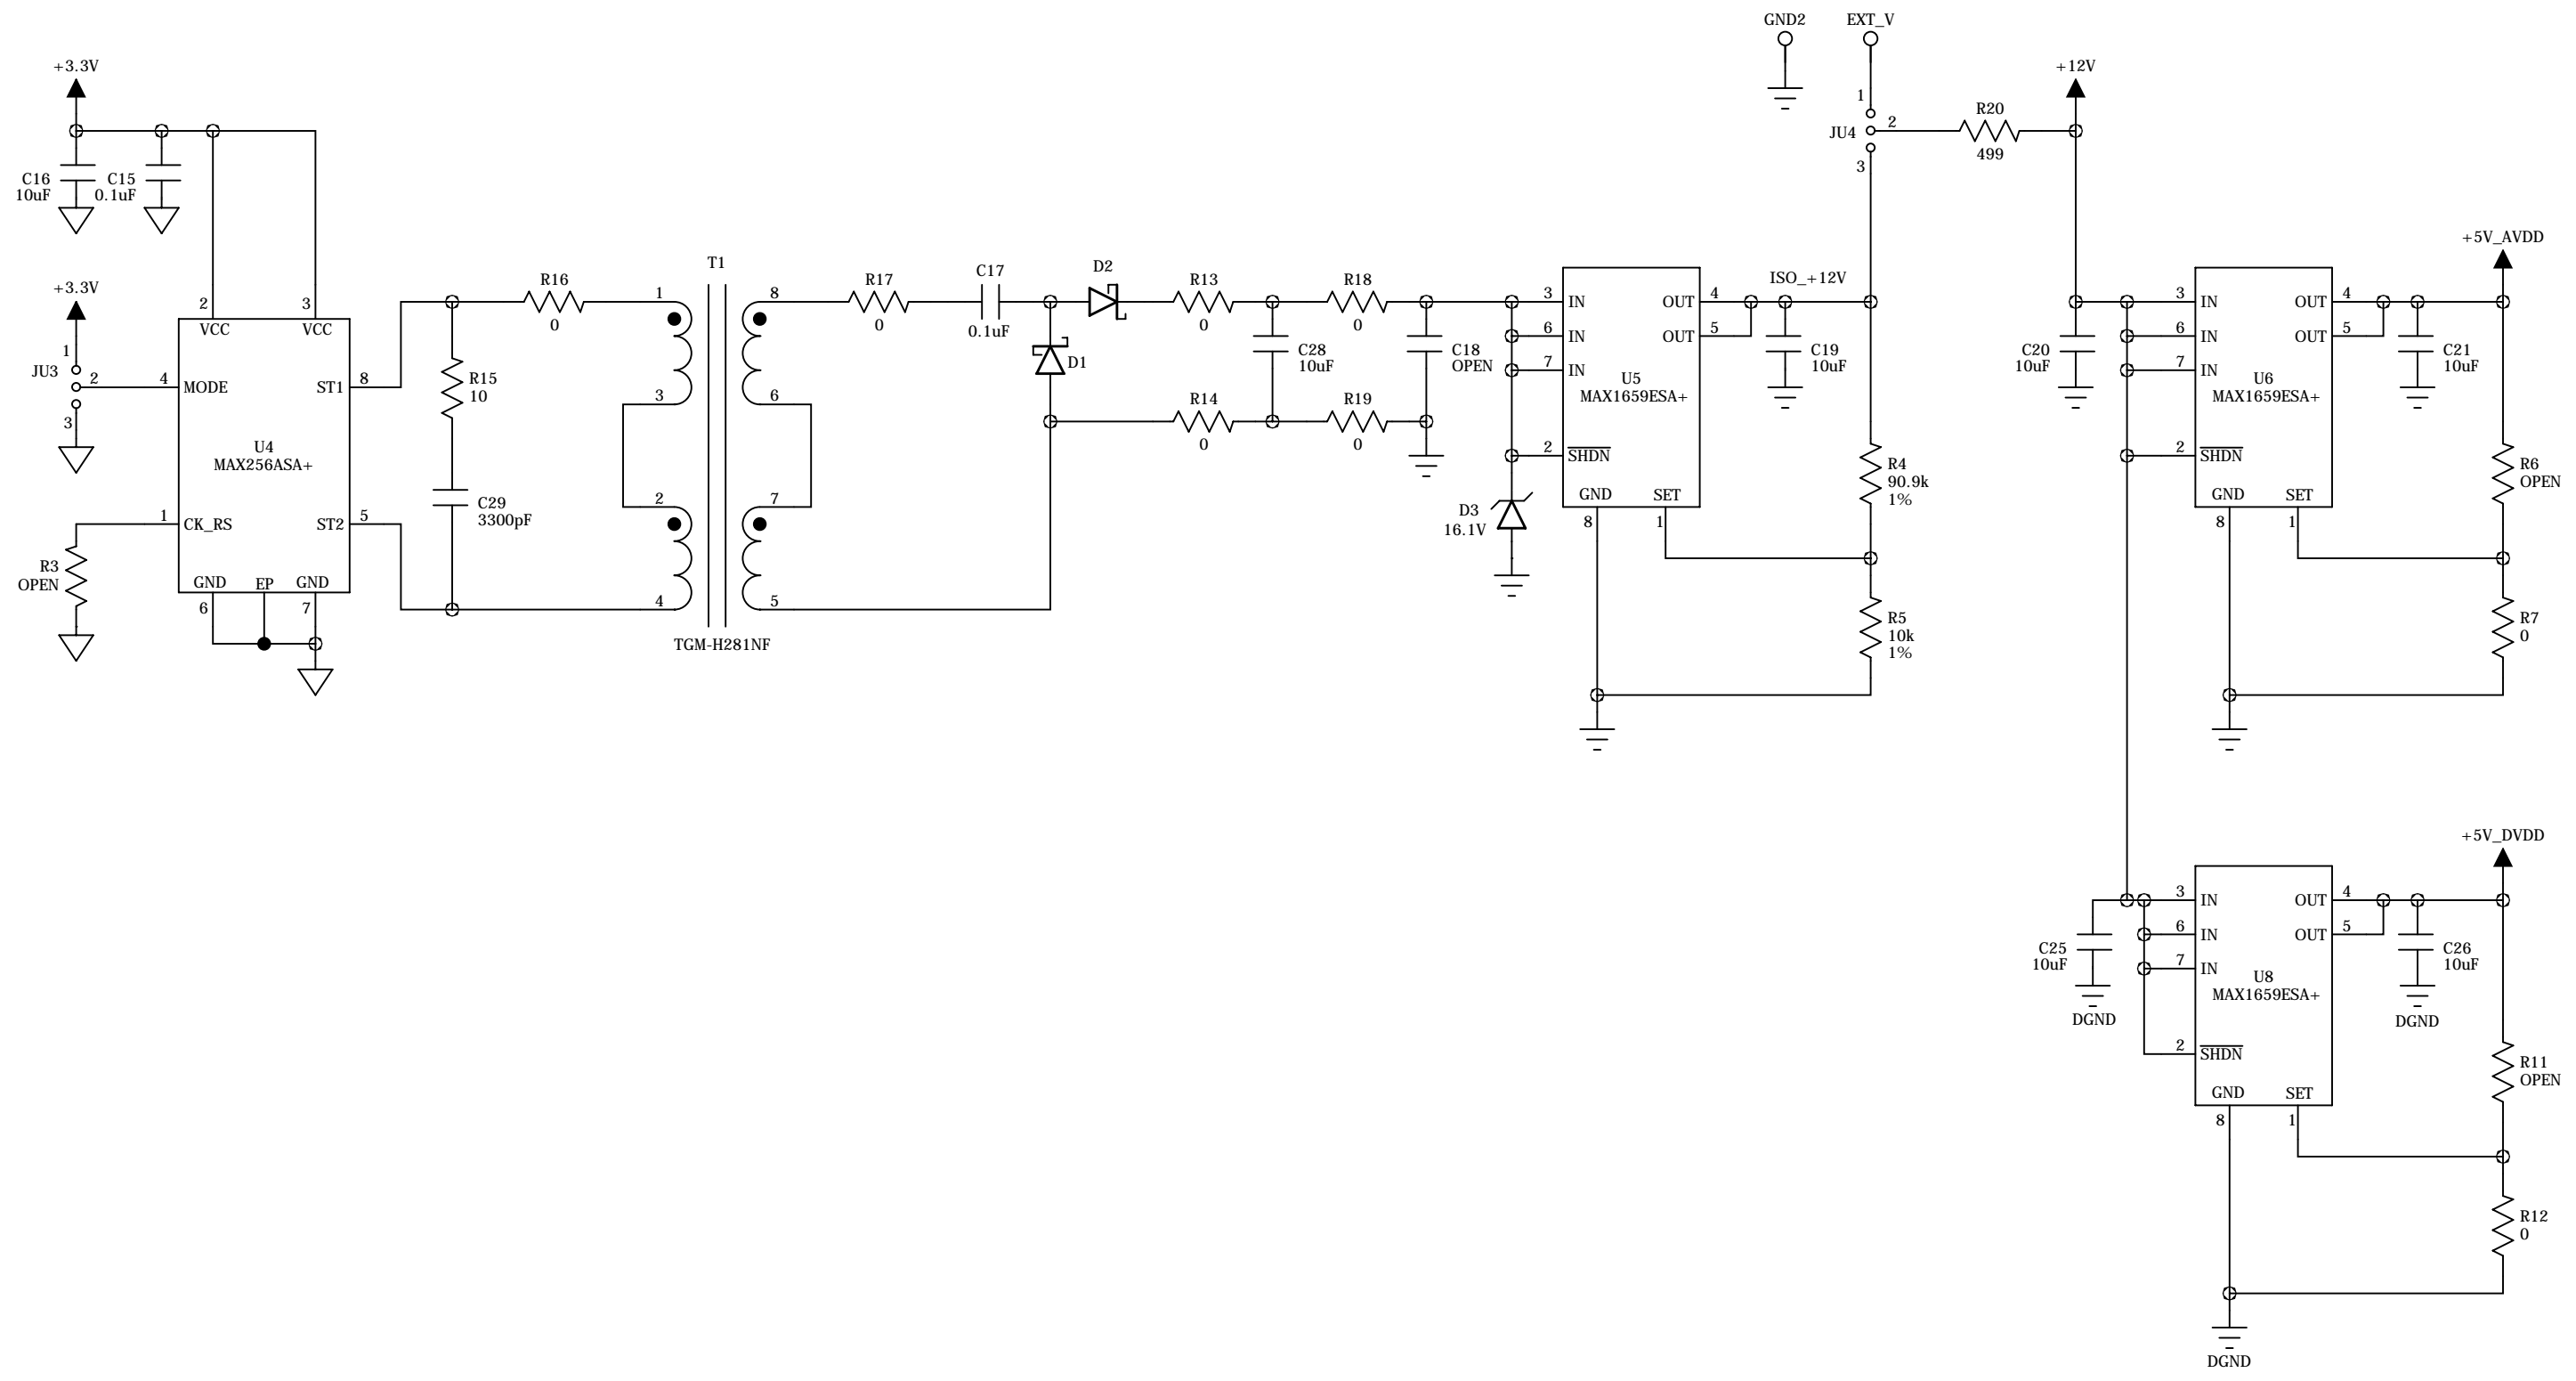 GND2
EXT_V
+3.3V
+12V
1
JU4
2
3
R20
499
C16
10uF
C15
0.1uF
+3.3V
1
JU3
2
3
2
3
VCC
VCC
4
MODE
ST1
8
U4
MAX256ASA+
1
CK_RS
ST2
5
R3
OPEN
GND
EP
GND
6
7
R15
10
C29
3300pF
R16
0
T1
1
8
3
6
2
7
4
5
TGM-H281NF
R17
0
C17
0.1uF
D2
D1
R13
0
R18
0
C28
10uF
C18
OPEN
R14
0
R19
0
D3
16.1V
3
IN
OUT
4
6
IN
OUT
5
7
IN
U5
MAX1659ESA+
2
SHDN
GND
SET
8
1
ISO_+12V
C19
10uF
R4
90.9k
1%
R5
10k
1%
+5V_AVDD
C20
10uF
3
IN
OUT
4
6
IN
OUT
5
7
IN
U6
MAX1659ESA+
2
SHDN
GND
SET
8
1
C21
10uF
R6
OPEN
R7
0
+5V_DVDD
C25
10uF
DGND
3
IN
OUT
4
6
IN
OUT
5
7
IN
U8
MAX1659ESA+
2
SHDN
GND
SET
8
1
C26
10uF
DGND
R11
OPEN
R12
0
DGND